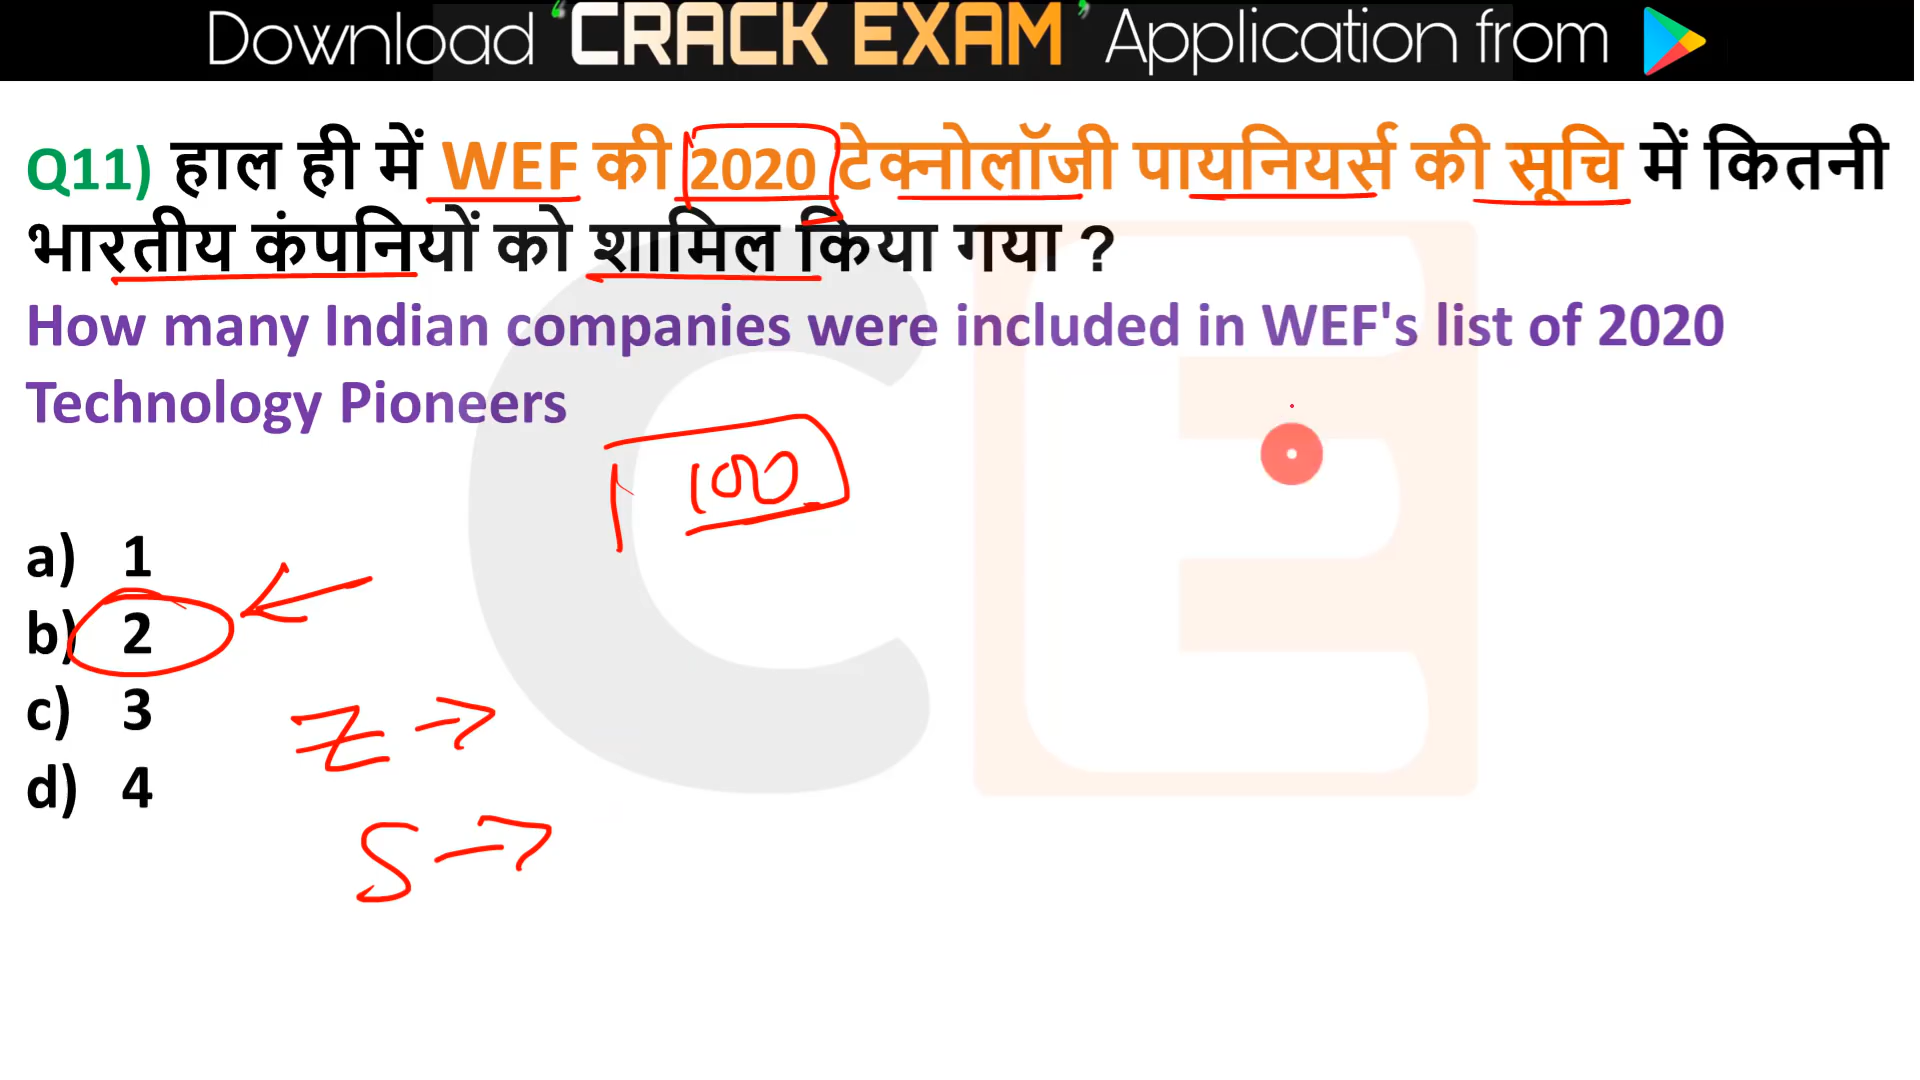 Download ‘CRACK EXAM’ Application from
Q11) हाल ही में WEF की 2020 टेक्नोलॉजी पायनियर्स की सूचि में कितनी
भारतीय कंपनियों को शामिल किया गया ?
How many Indian companies were included in WEF's list of 2020
Technology Pioneers
100
a) 1
b) 2
c) 3
d) 4
Z →
S →